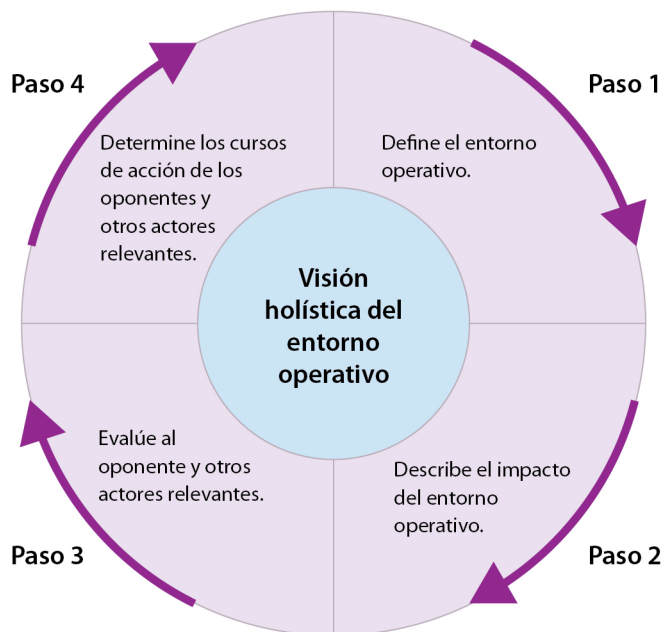 Paso 1
Define el entorno
operativo.
Paso 2
Describe el impacto
del entorno
operativo.
Paso 3
Evalúe al
oponente y otros
actores relevantes.
Paso 4
Determine los cursos
de acción de los
oponentes y
otros actores
relevantes.
Visión
holística del
entorno
operativo